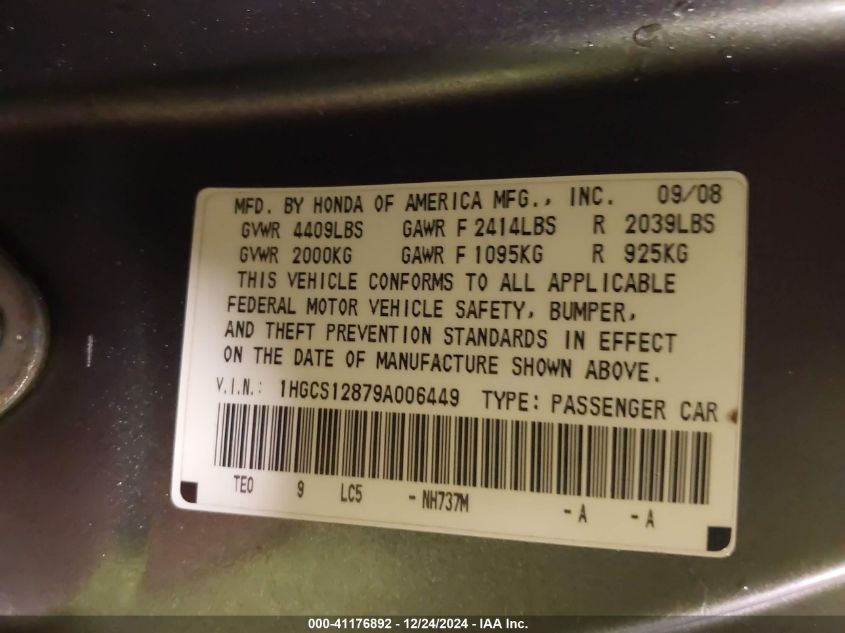 MFD. BY HONDA OF AMERICA MFG., INC. 09/08
GVWR 4409LBS GAWR F 2414LBS R 2039LBS
GVWR 2000KG GAWR F 1095KG R 925KG
THIS VEHICLE CONFORMS TO ALL APPLICABLE
FEDERAL MOTOR VEHICLE SAFETY, BUMPER,
AND THEFT PREVENTION STANDARDS IN EFFECT
ON THE DATE OF MANUFACTURE SHOWN ABOVE.
V.I.N.: 1HGCS12879A006449 TYPE: PASSENGER CAR
TE0 9 LC5 - NH737M - A - A
000-41176892 - 12/24/2024 - IAA Inc.